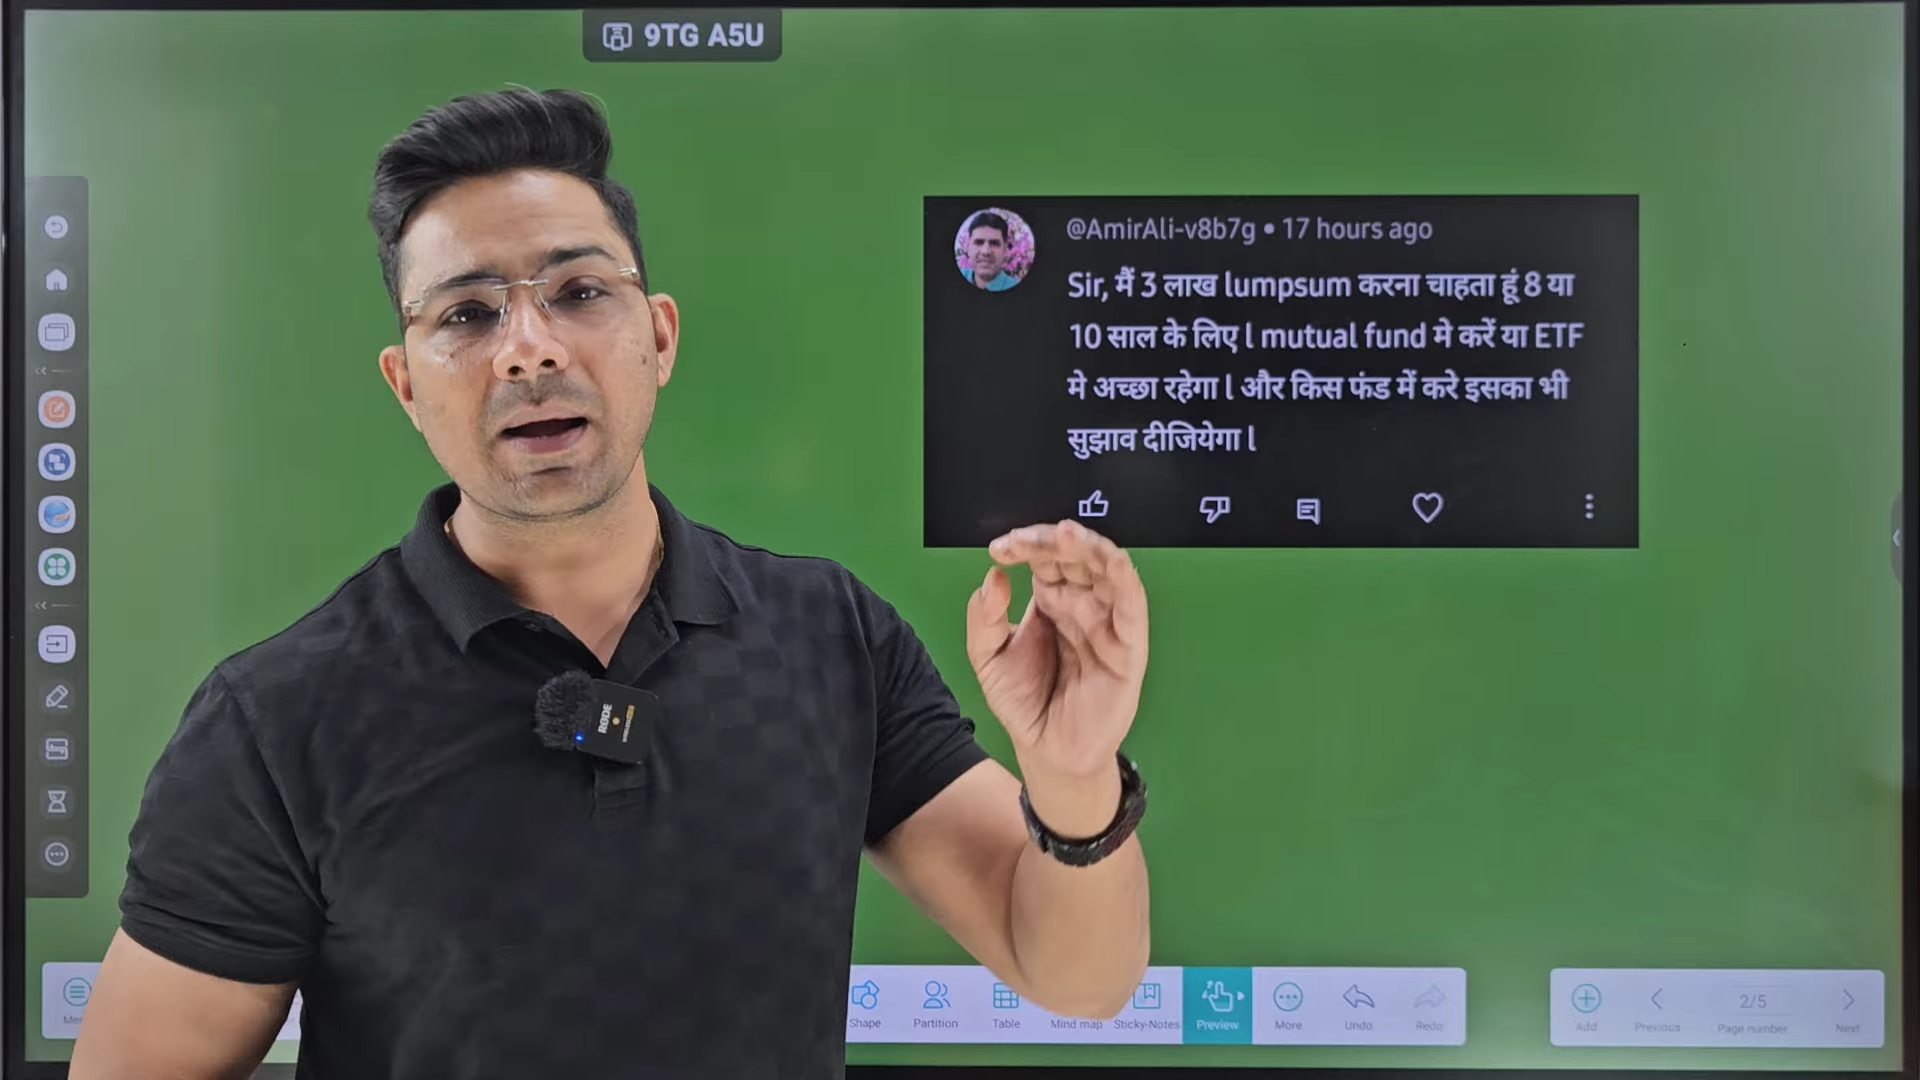 9TG A5U
@AmirAli-v8b7g • 17 hours ago
Sir, मैं 3 लाख lumpsum करना चाहता हूं 8 या
10 साल के लिए l mutual fund मे करें या ETF
मे अच्छा रहेगा l और किस फंड में करे इसका भी
सुझाव दीजियेगा l
RODE
Shape Partition Table Mind map Sticky-Notes Preview More Undo Redo
Add Previous 2/5 Page number Next